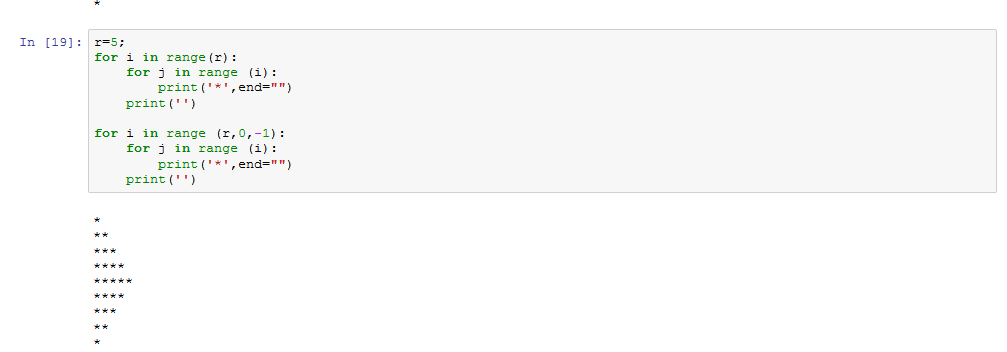 *
In [19]: r=5;
for i in range(r):
    for j in range (i):
        print('*',end="")
    print('')

for i in range (r,0,-1):
    for j in range (i):
        print('*',end="")
    print('')

*
**
***
****
*****
****
***
**
*